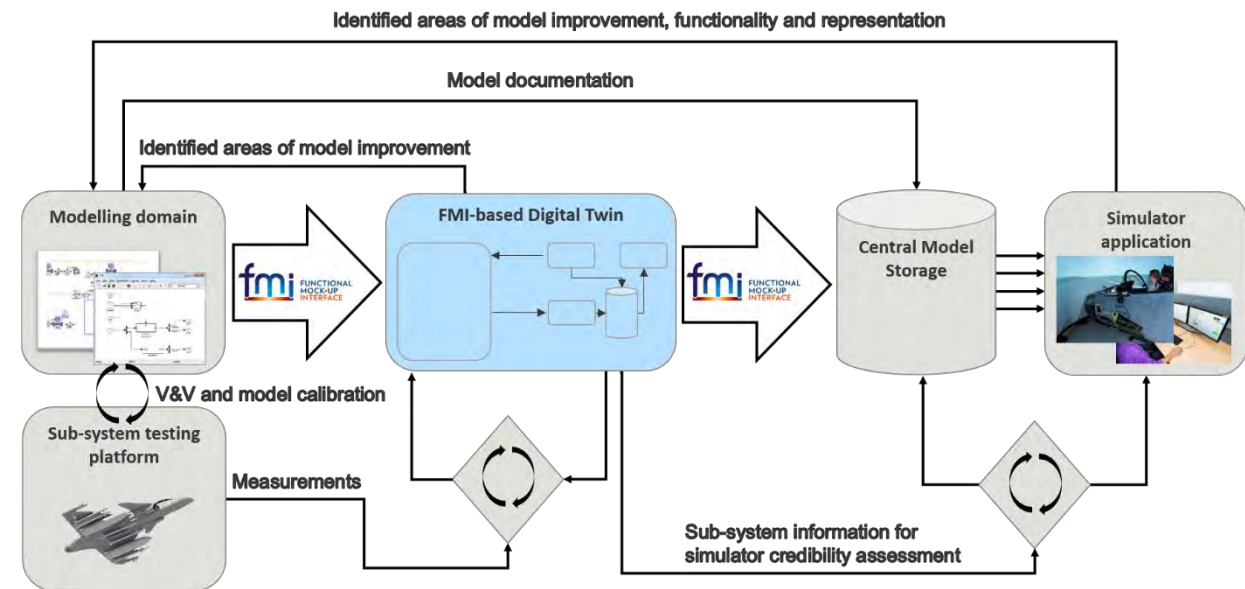 Identified areas of model improvement, functionality and representation
Model documentation
Identified areas of model improvement
Modelling domain
FMI-based Digital Twin
Central Model
Storage
Simulator
application
fmi FUNCTIONAL
MOCK-UP
INTERFACE
fmi FUNCTIONAL
MOCK-UP
INTERFACE
V&V and model calibration
Sub-system testing
platform
Measurements
Sub-system information for
simulator credibility assessment